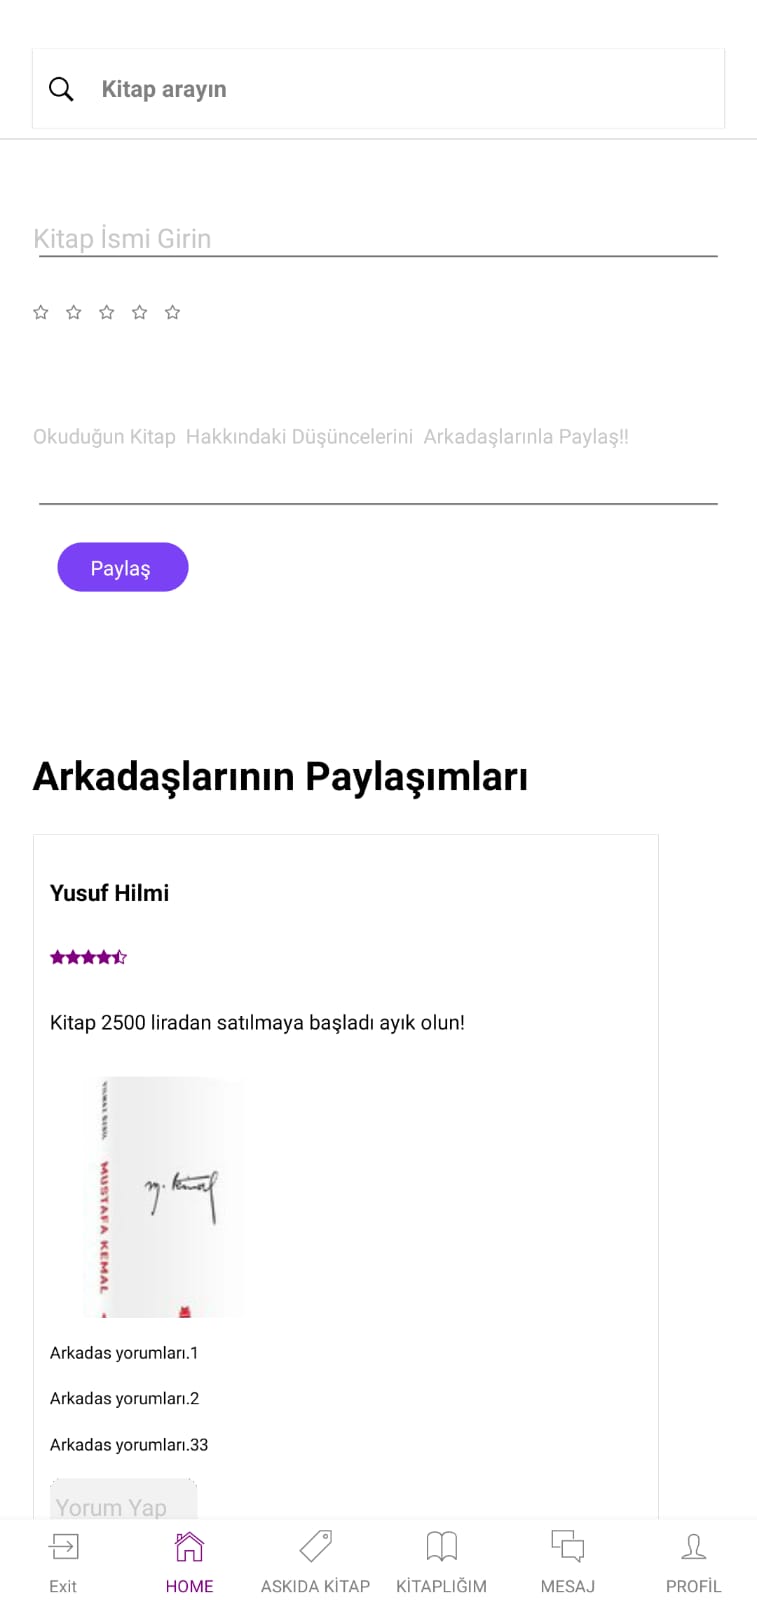 Kitap arayın
Kitap İsmi Girin
Okuduğun Kitap  Hakkındaki Düşüncelerini  Arkadaşlarınla Paylaş!!
Paylaş
Arkadaşlarının Paylaşımları
Yusuf Hilmi
Kitap 2500 liradan satılmaya başladı ayık olun!
YILMAZ ÖZDİL
MUSTAFA KEMAL
m. Kemal
Arkadas yorumları.1
Arkadas yorumları.2
Arkadas yorumları.33
Yorum Yap
Exit
HOME
ASKIDA KİTAP
KİTAPLIĞIM
MESAJ
PROFİL